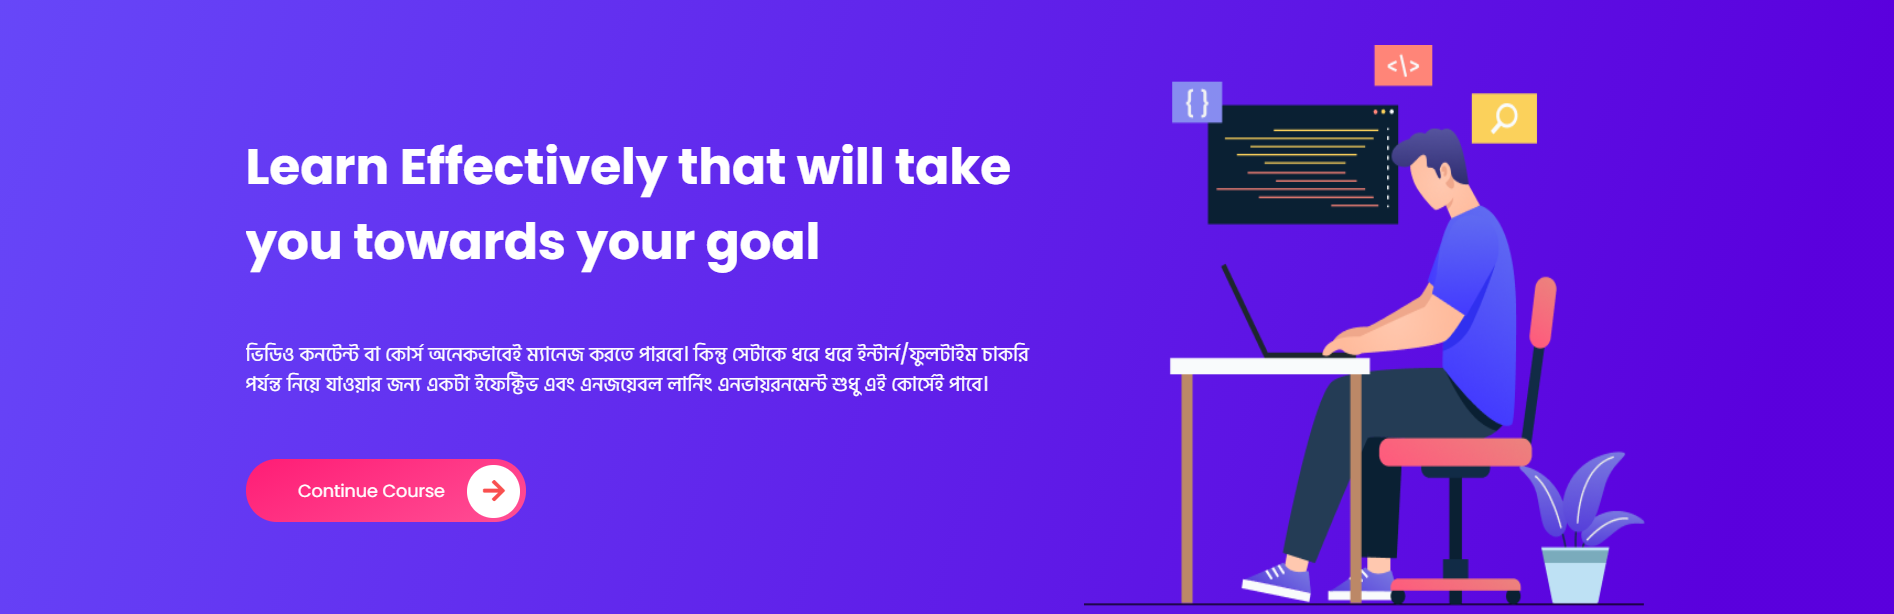 Learn Effectively that will take
you towards your goal
ভিডিও কনটেন্ট বা কোর্স অনেকভাবেই ম্যানেজ করতে পারবে। কিন্তু সেটাকে ধরে ধরে ইন্টার্ন/ফুলটাইম চাকরি
পর্যন্ত নিয়ে যাওয়ার জন্য একটা ইফেক্টিভ এবং এনজয়েবল লার্নিং এনভায়রনমেন্ট শুধু এই কোর্সেই পাবে।
Continue Course
{ }
</>